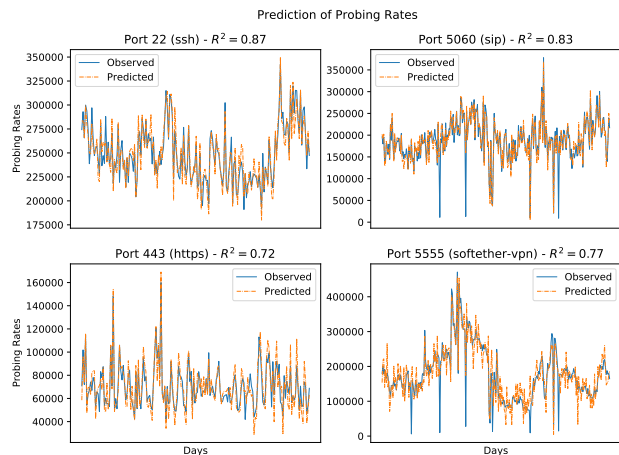 Prediction of Probing Rates
Port 22 (ssh) - R² = 0.87
Port 5060 (sip) - R² = 0.83
350000
325000
300000
275000
250000
225000
200000
175000
Probing Rates
Observed
Predicted
350000
300000
250000
200000
150000
100000
50000
0
Observed
Predicted
Port 443 (https) - R² = 0.72
Port 5555 (softether-vpn) - R² = 0.77
160000
140000
120000
100000
80000
60000
40000
Probing Rates
Observed
Predicted
400000
300000
200000
100000
0
Observed
Predicted
Days
Days